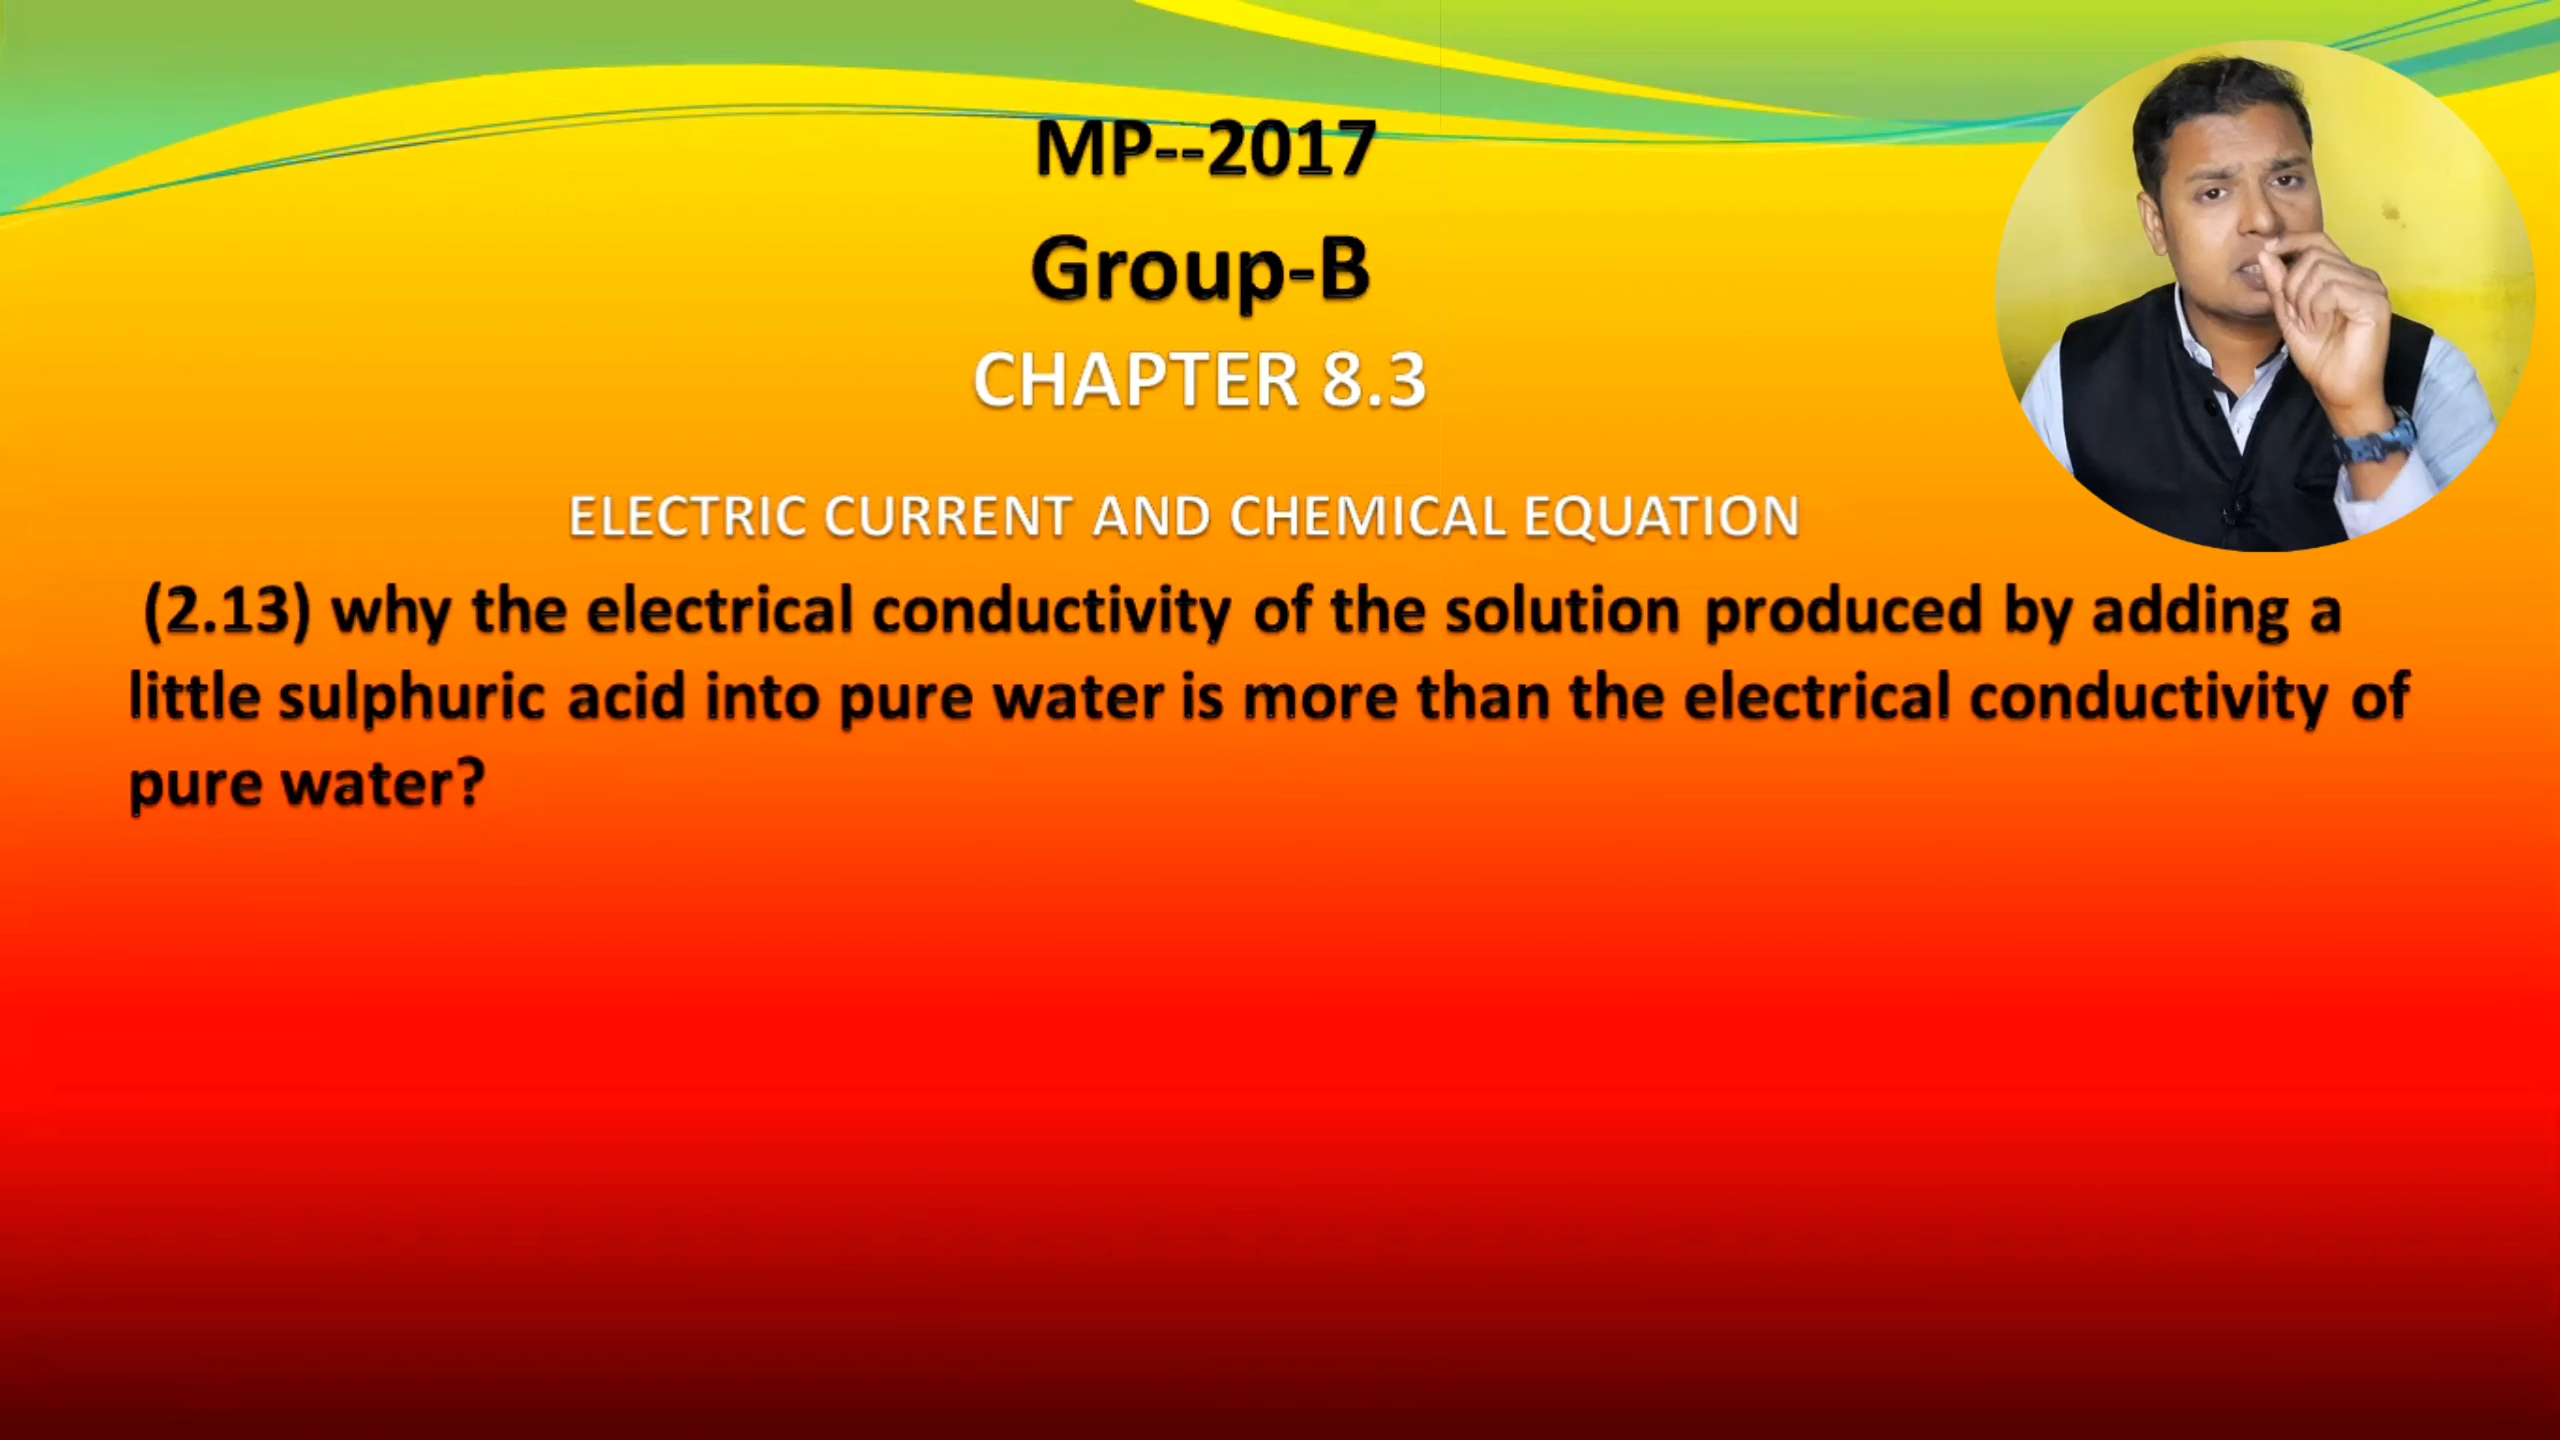 MP--2017
Group-B
CHAPTER 8.3
ELECTRIC CURRENT AND CHEMICAL EQUATION
(2.13) why the electrical conductivity of the solution produced by adding a
little sulphuric acid into pure water is more than the electrical conductivity of
pure water?